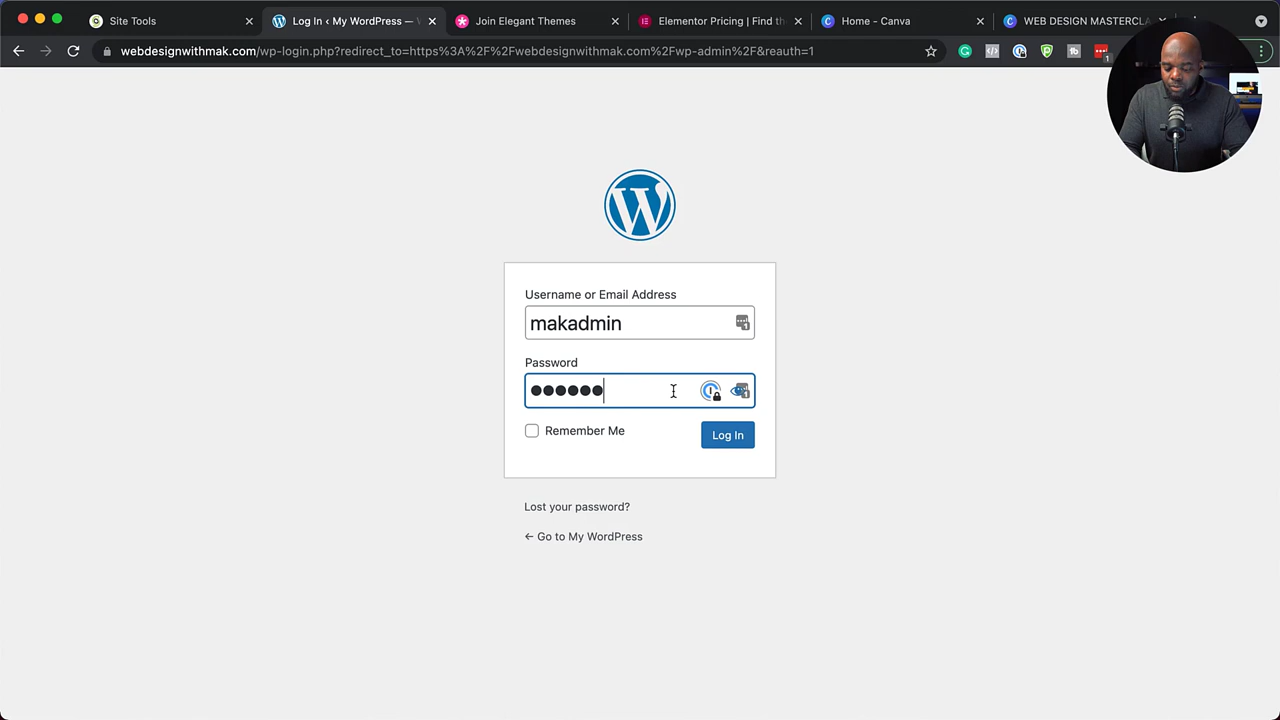 Site Tools
Log In ‹ My WordPress —
Join Elegant Themes
Elementor Pricing | Find th
Home - Canva
WEB DESIGN MASTERCLA
webdesignwithmak.com/wp-login.php?redirect_to=https%3A%2F%2Fwebdesignwithmak.com%2Fwp-admin%2F&reauth=1
Username or Email Address
makadmin
Password
Remember Me
Log In
Lost your password?
← Go to My WordPress